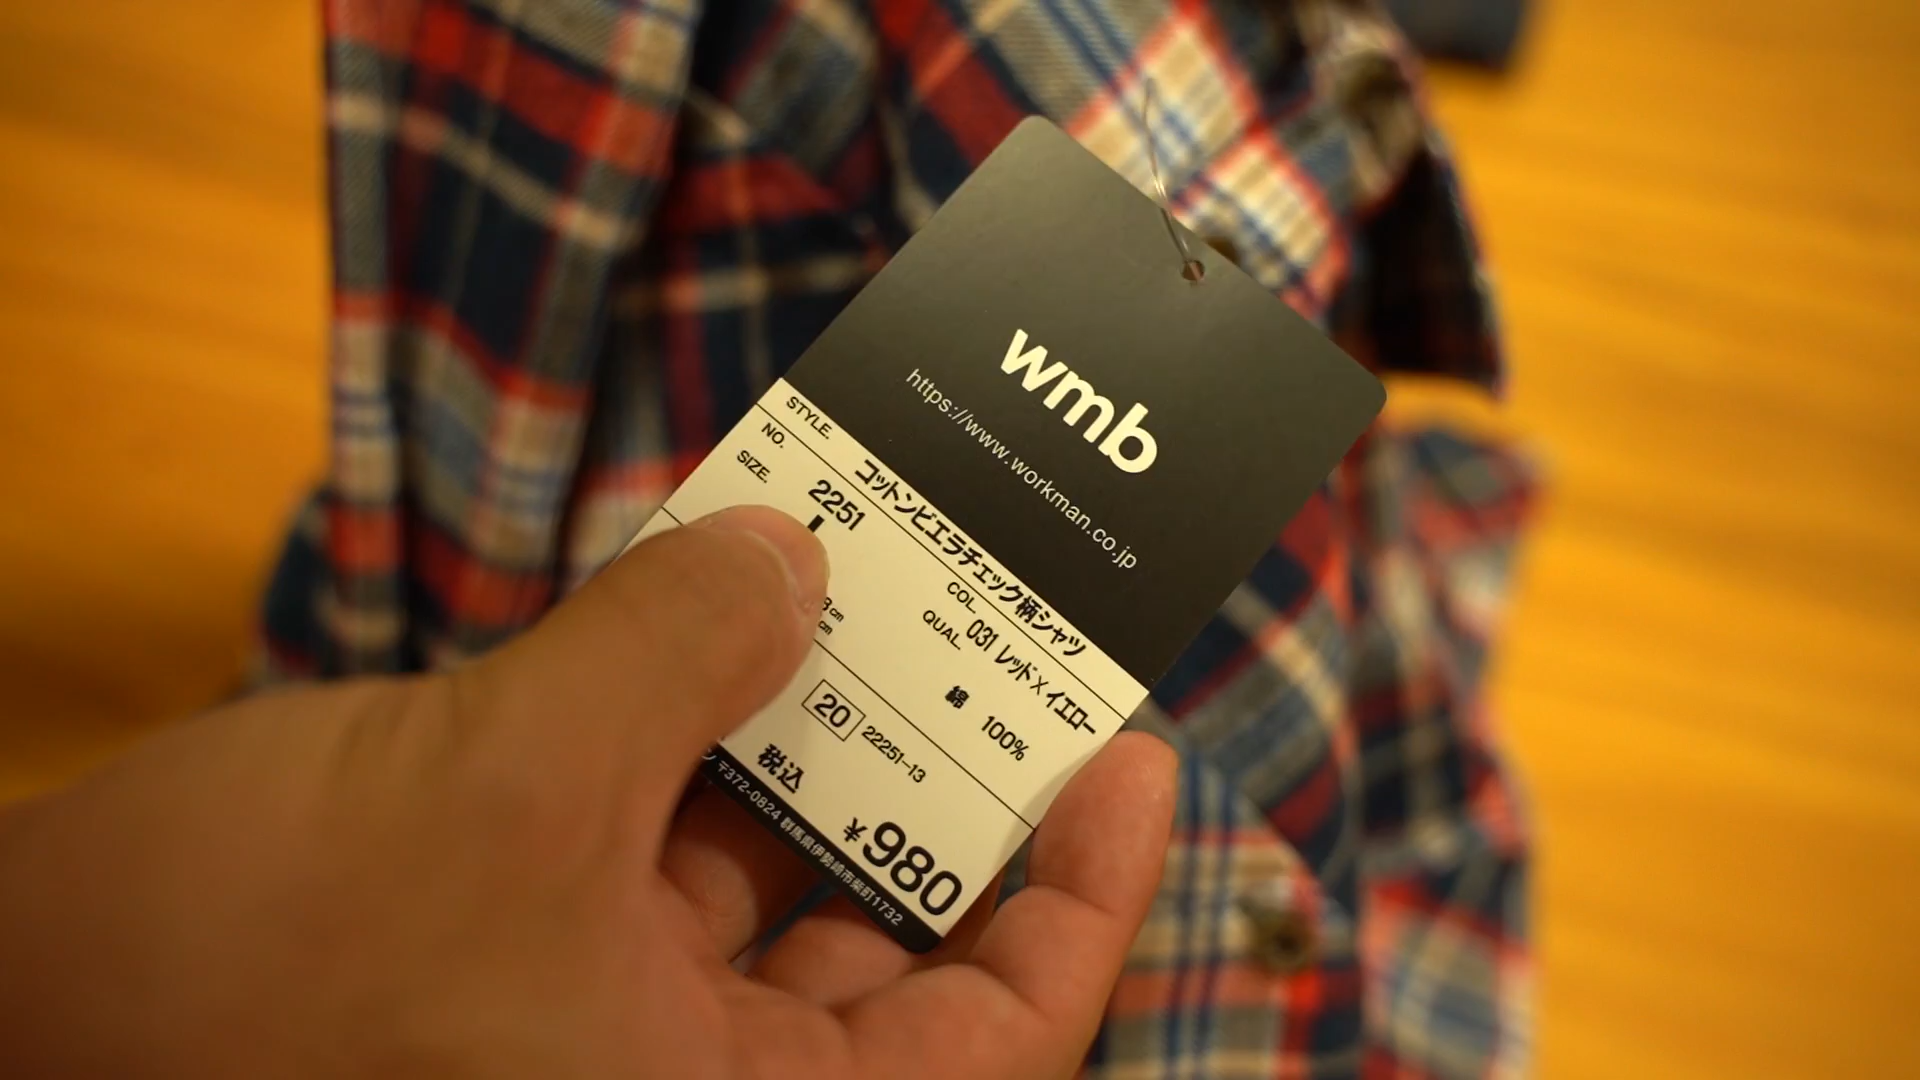 wmb
https://www.workman.co.jp
STYLE. コットンビエラチェック柄シャツ
NO. 2251
COL. 031 レッド×イエロー
SIZE.
QUAL.
綿 100%
cm
cm
20 22251-13
税込 ¥980
〒372-0824 群馬県伊勢崎市柴町1732